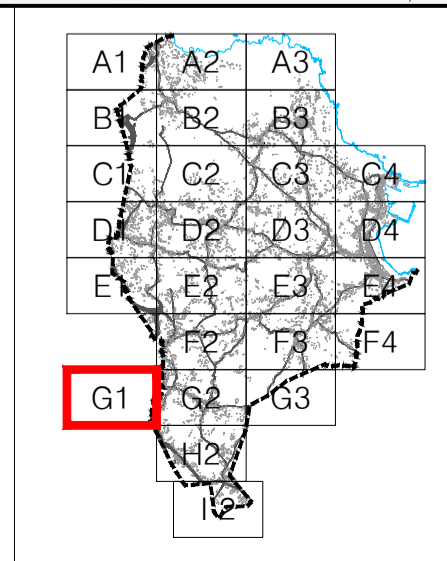 A1 A2 A3
B1 B2 B3
C1 C2 C3 C4
D1 D2 D3 D4
E1 E2 E3 E4
F2 F3 F4
G1 G2 G3
H2
I2